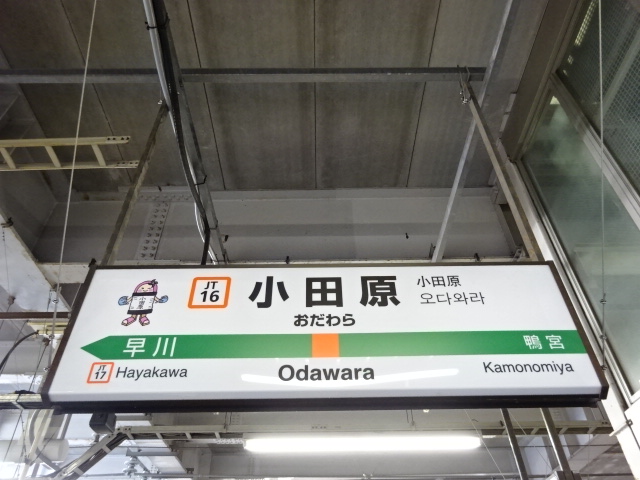 JT
16
小田原
小田原
오다와라
おだわら
早川
鴨宮
JT
17
Hayakawa
Odawara
Kamonomiya